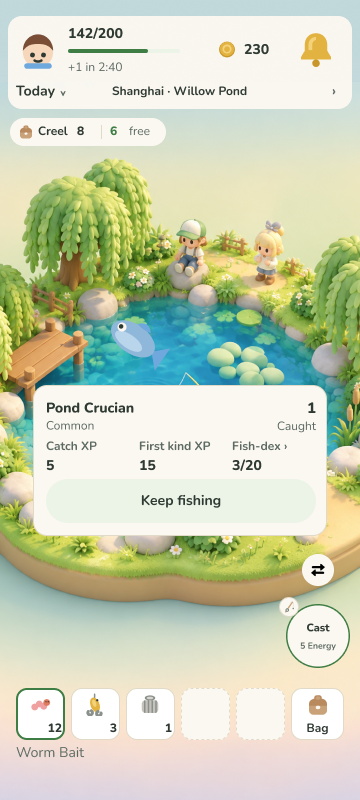 142/200
230
+1 in 2:40
Today
Shanghai · Willow Pond ›
Creel 8 6 free
Pond Crucian 1
Common Caught
Catch XP First kind XP Fish-dex ›
5 15 3/20
Keep fishing
Cast
5 Energy
12 3 1 Bag
Worm Bait